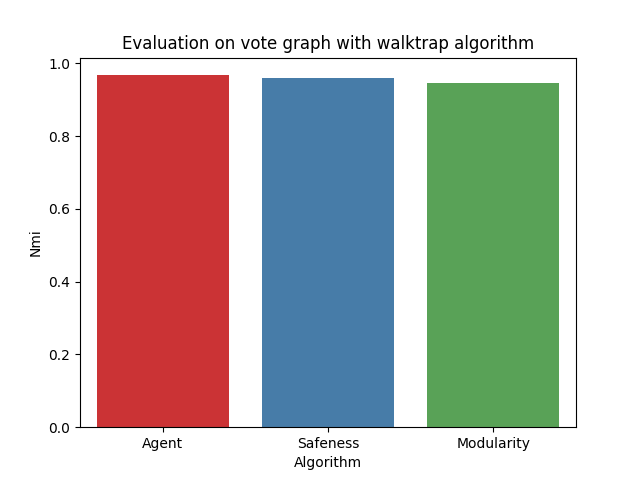 Evaluation on vote graph with walktrap algorithm
1.0
0.8
0.6
0.4
0.2
0.0
Nmi
Agent Safeness Modularity
Algorithm